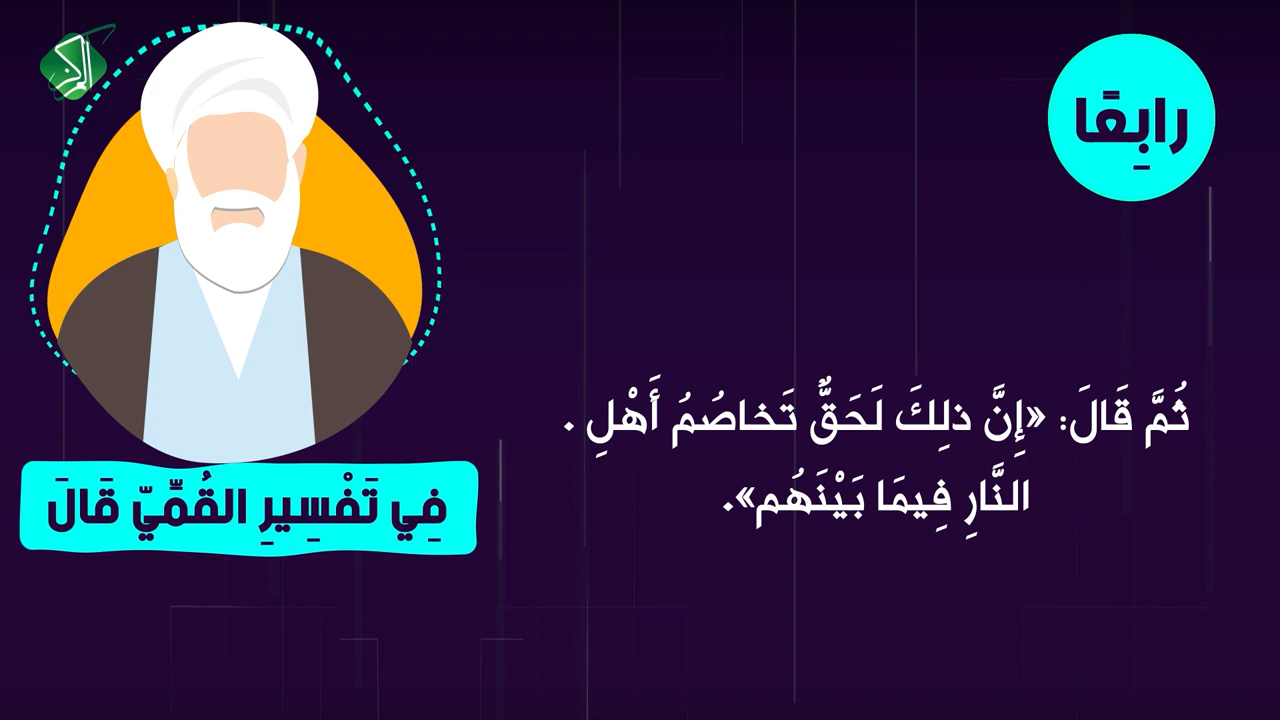 رابِعًا
ثُمَّ قَالَ: «إِنَّ ذلِكَ لَحَقٌّ تَخاصُمُ أَهْلِ .
النَّارِ فِيمَا بَيْنَهُم».
فِي تَفْسِيرِ القُمِّيّ قَالَ